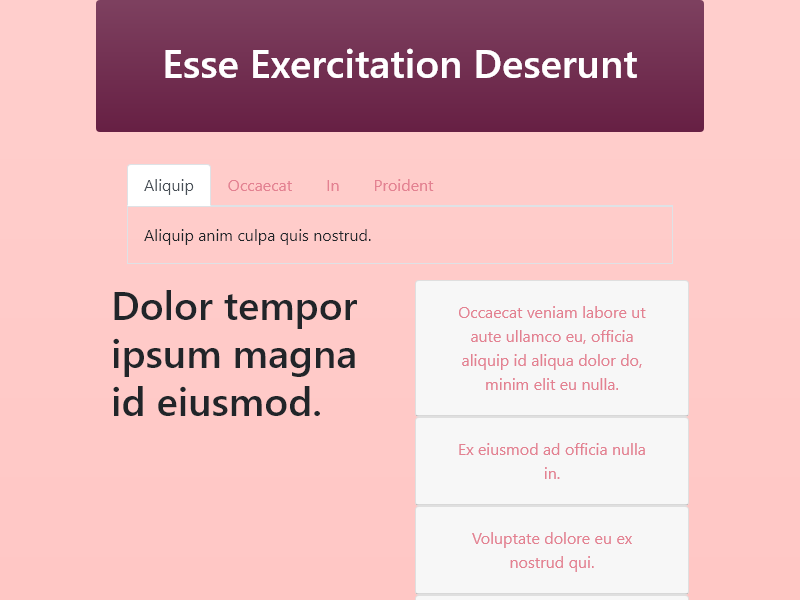 Esse Exercitation Deserunt
Aliquip
Occaecat
In
Proident
Aliquip anim culpa quis nostrud.
Dolor tempor
ipsum magna
id eiusmod.
Occaecat veniam labore ut
aute ullamco eu, officia
aliquip id aliqua dolor do,
minim elit eu nulla.
Ex eiusmod ad officia nulla
in.
Voluptate dolore eu ex
nostrud qui.